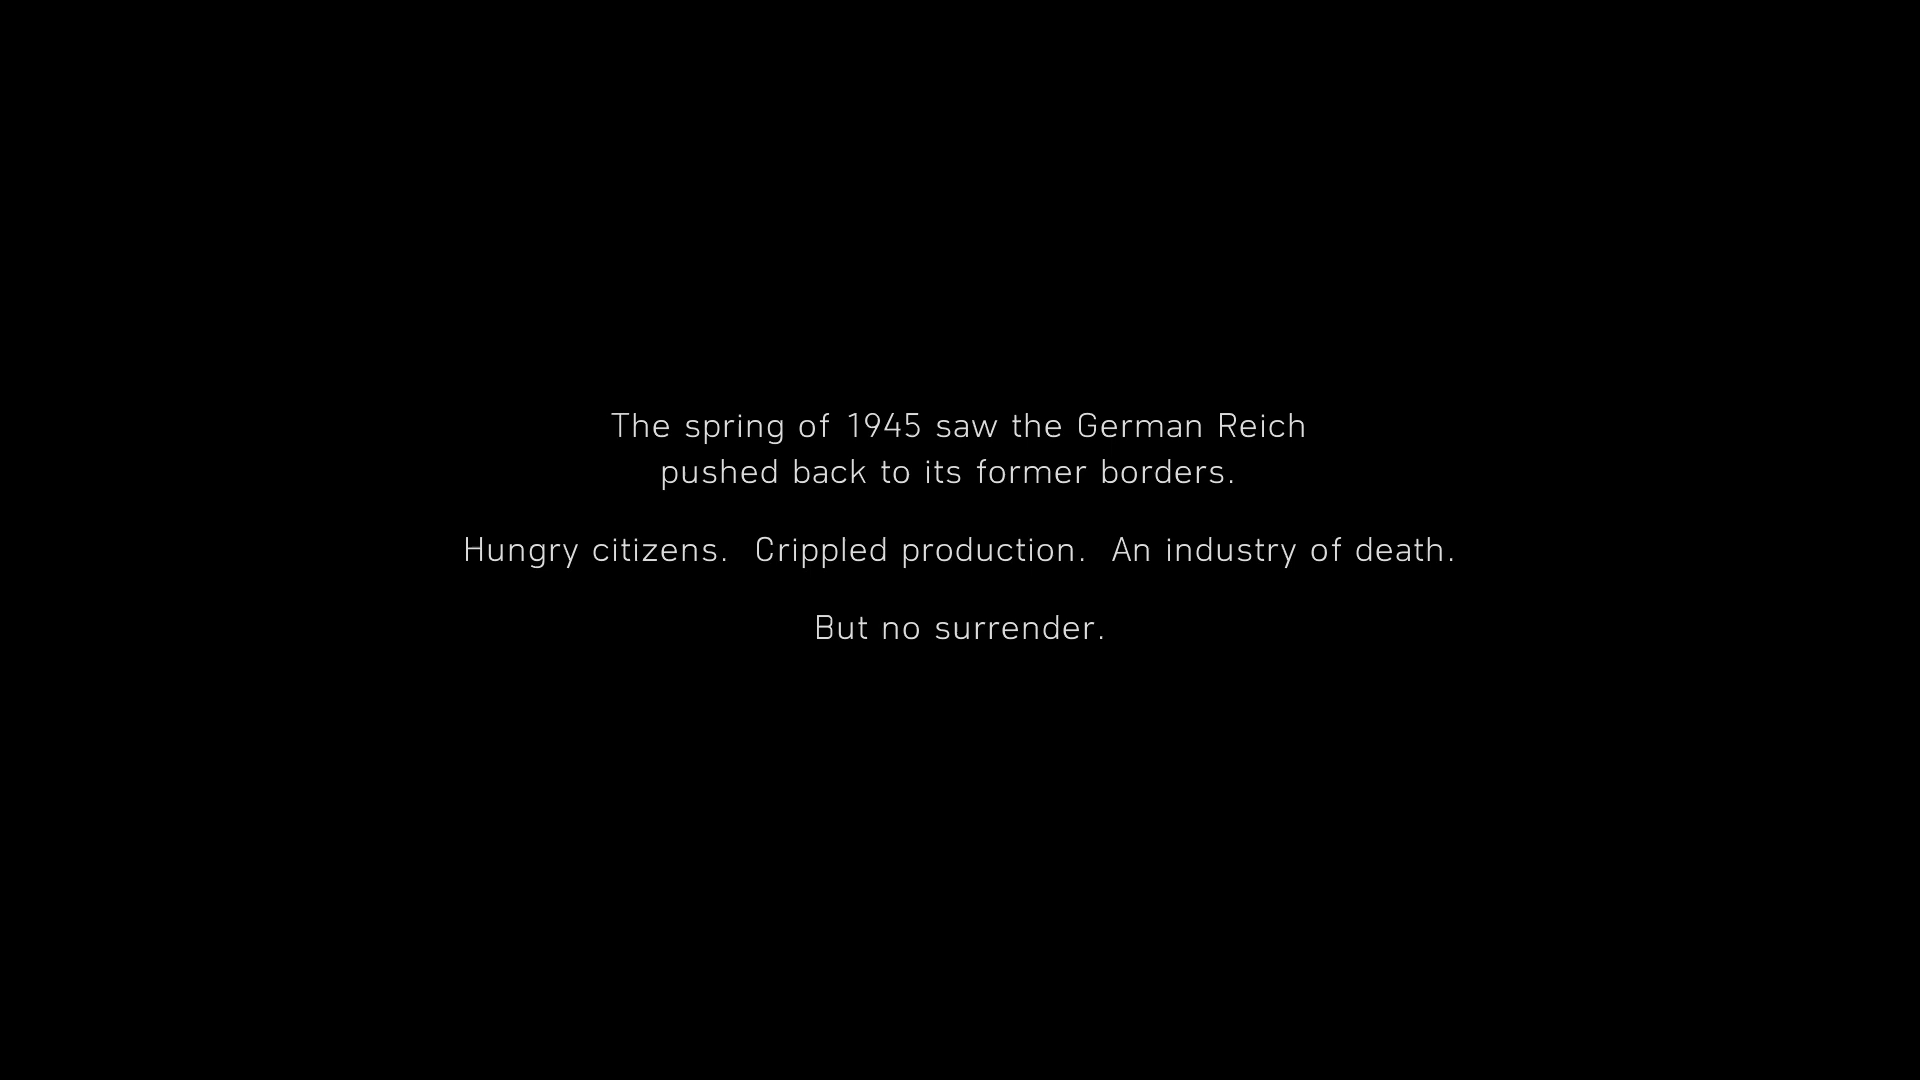 The spring of 1945 saw the German Reich
pushed back to its former borders.
Hungry citizens.  Crippled production.  An industry of death.
But no surrender.